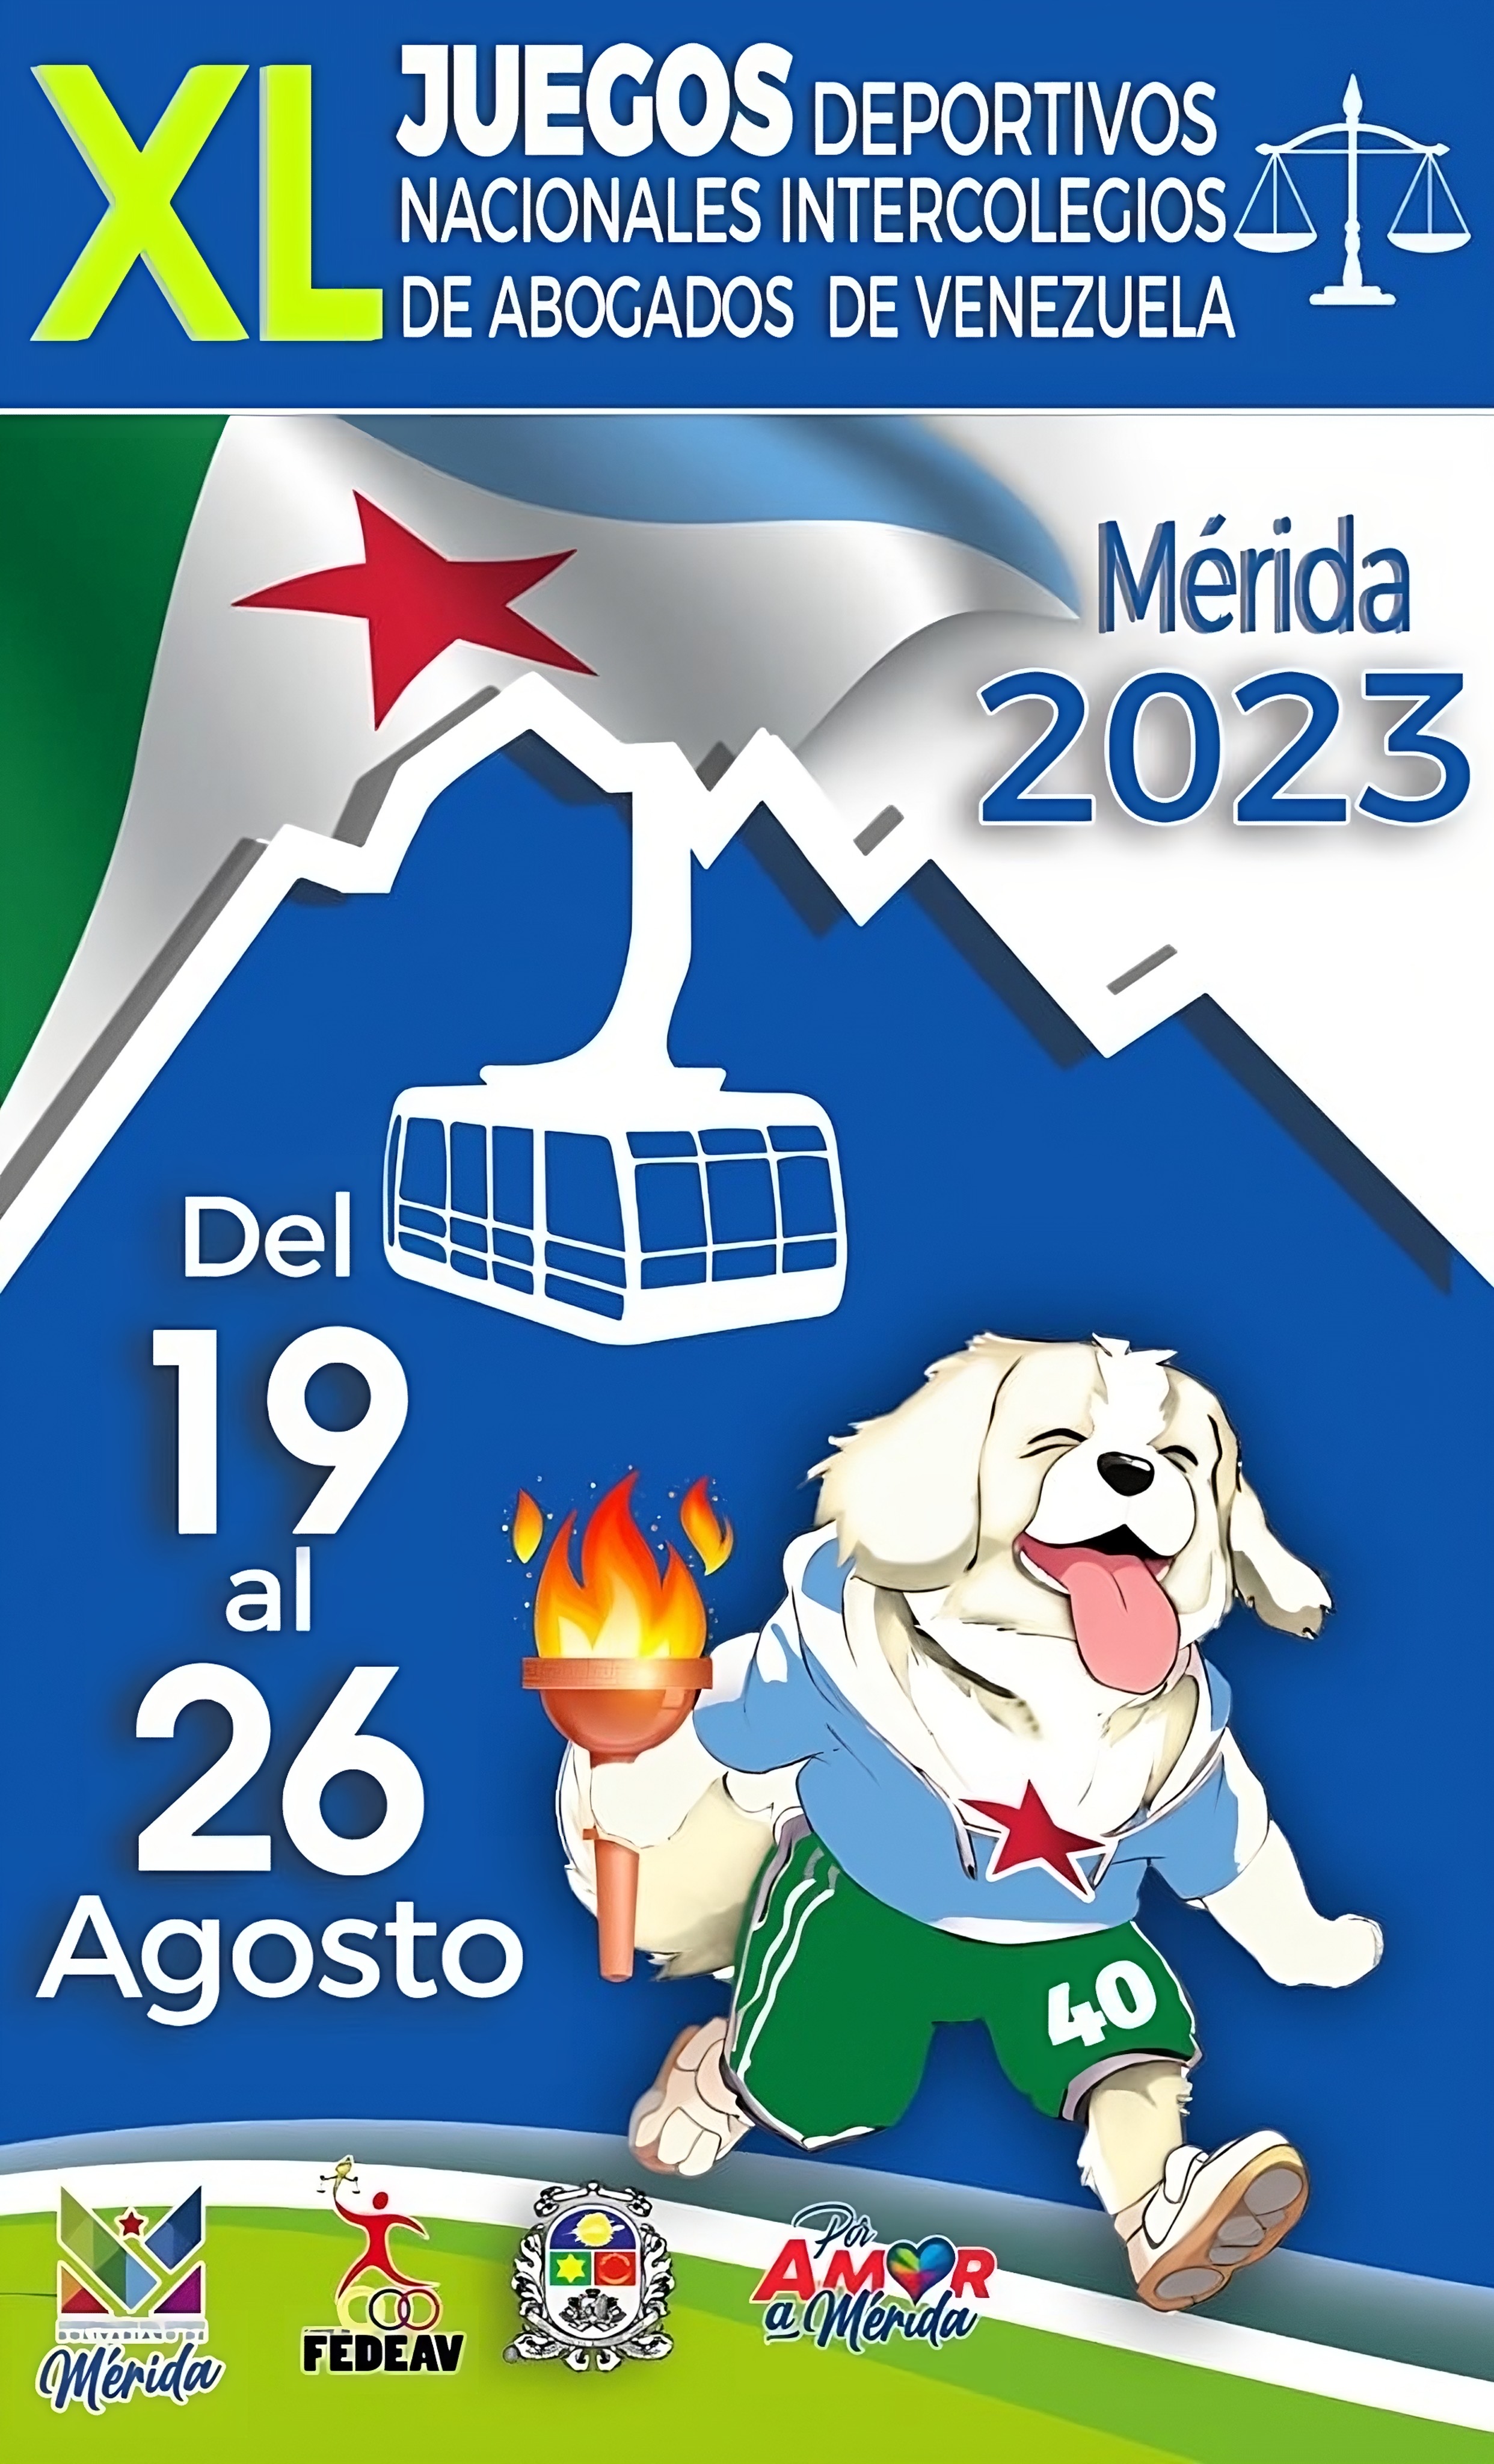 XL
JUEGOS DEPORTIVOS
NACIONALES INTERCOLEGIOS
DE ABOGADOS DE VENEZUELA
Mérida
2023
Del
19
al
26
Agosto
40
Mérida
FEDEAV
Por
AMOR
a Mérida